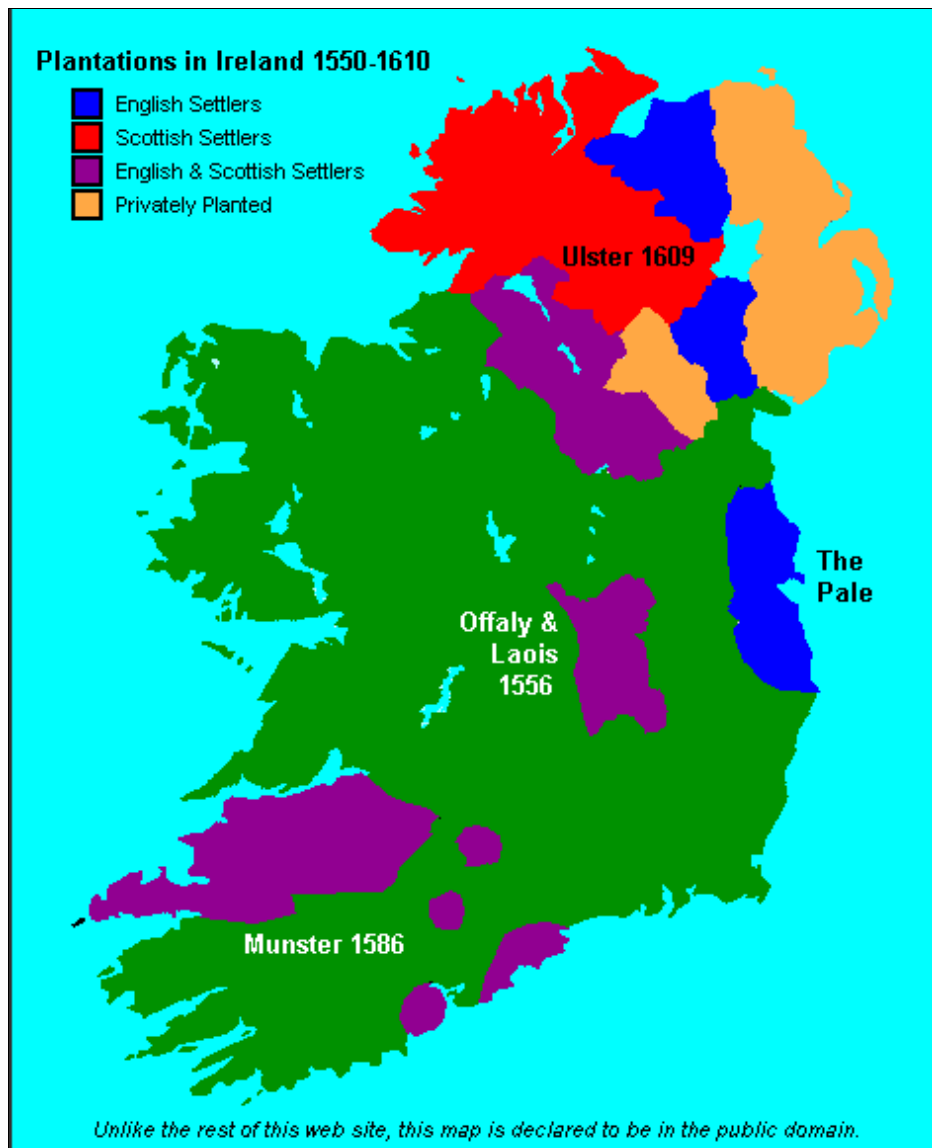 Plantations in Ireland 1550-1610
English Settlers
Scottish Settlers
English & Scottish Settlers
Privately Planted
Ulster 1609
The
Pale
Offaly &
Laois
1556
Munster 1586
Unlike the rest of this web site, this map is declared to be in the public domain.